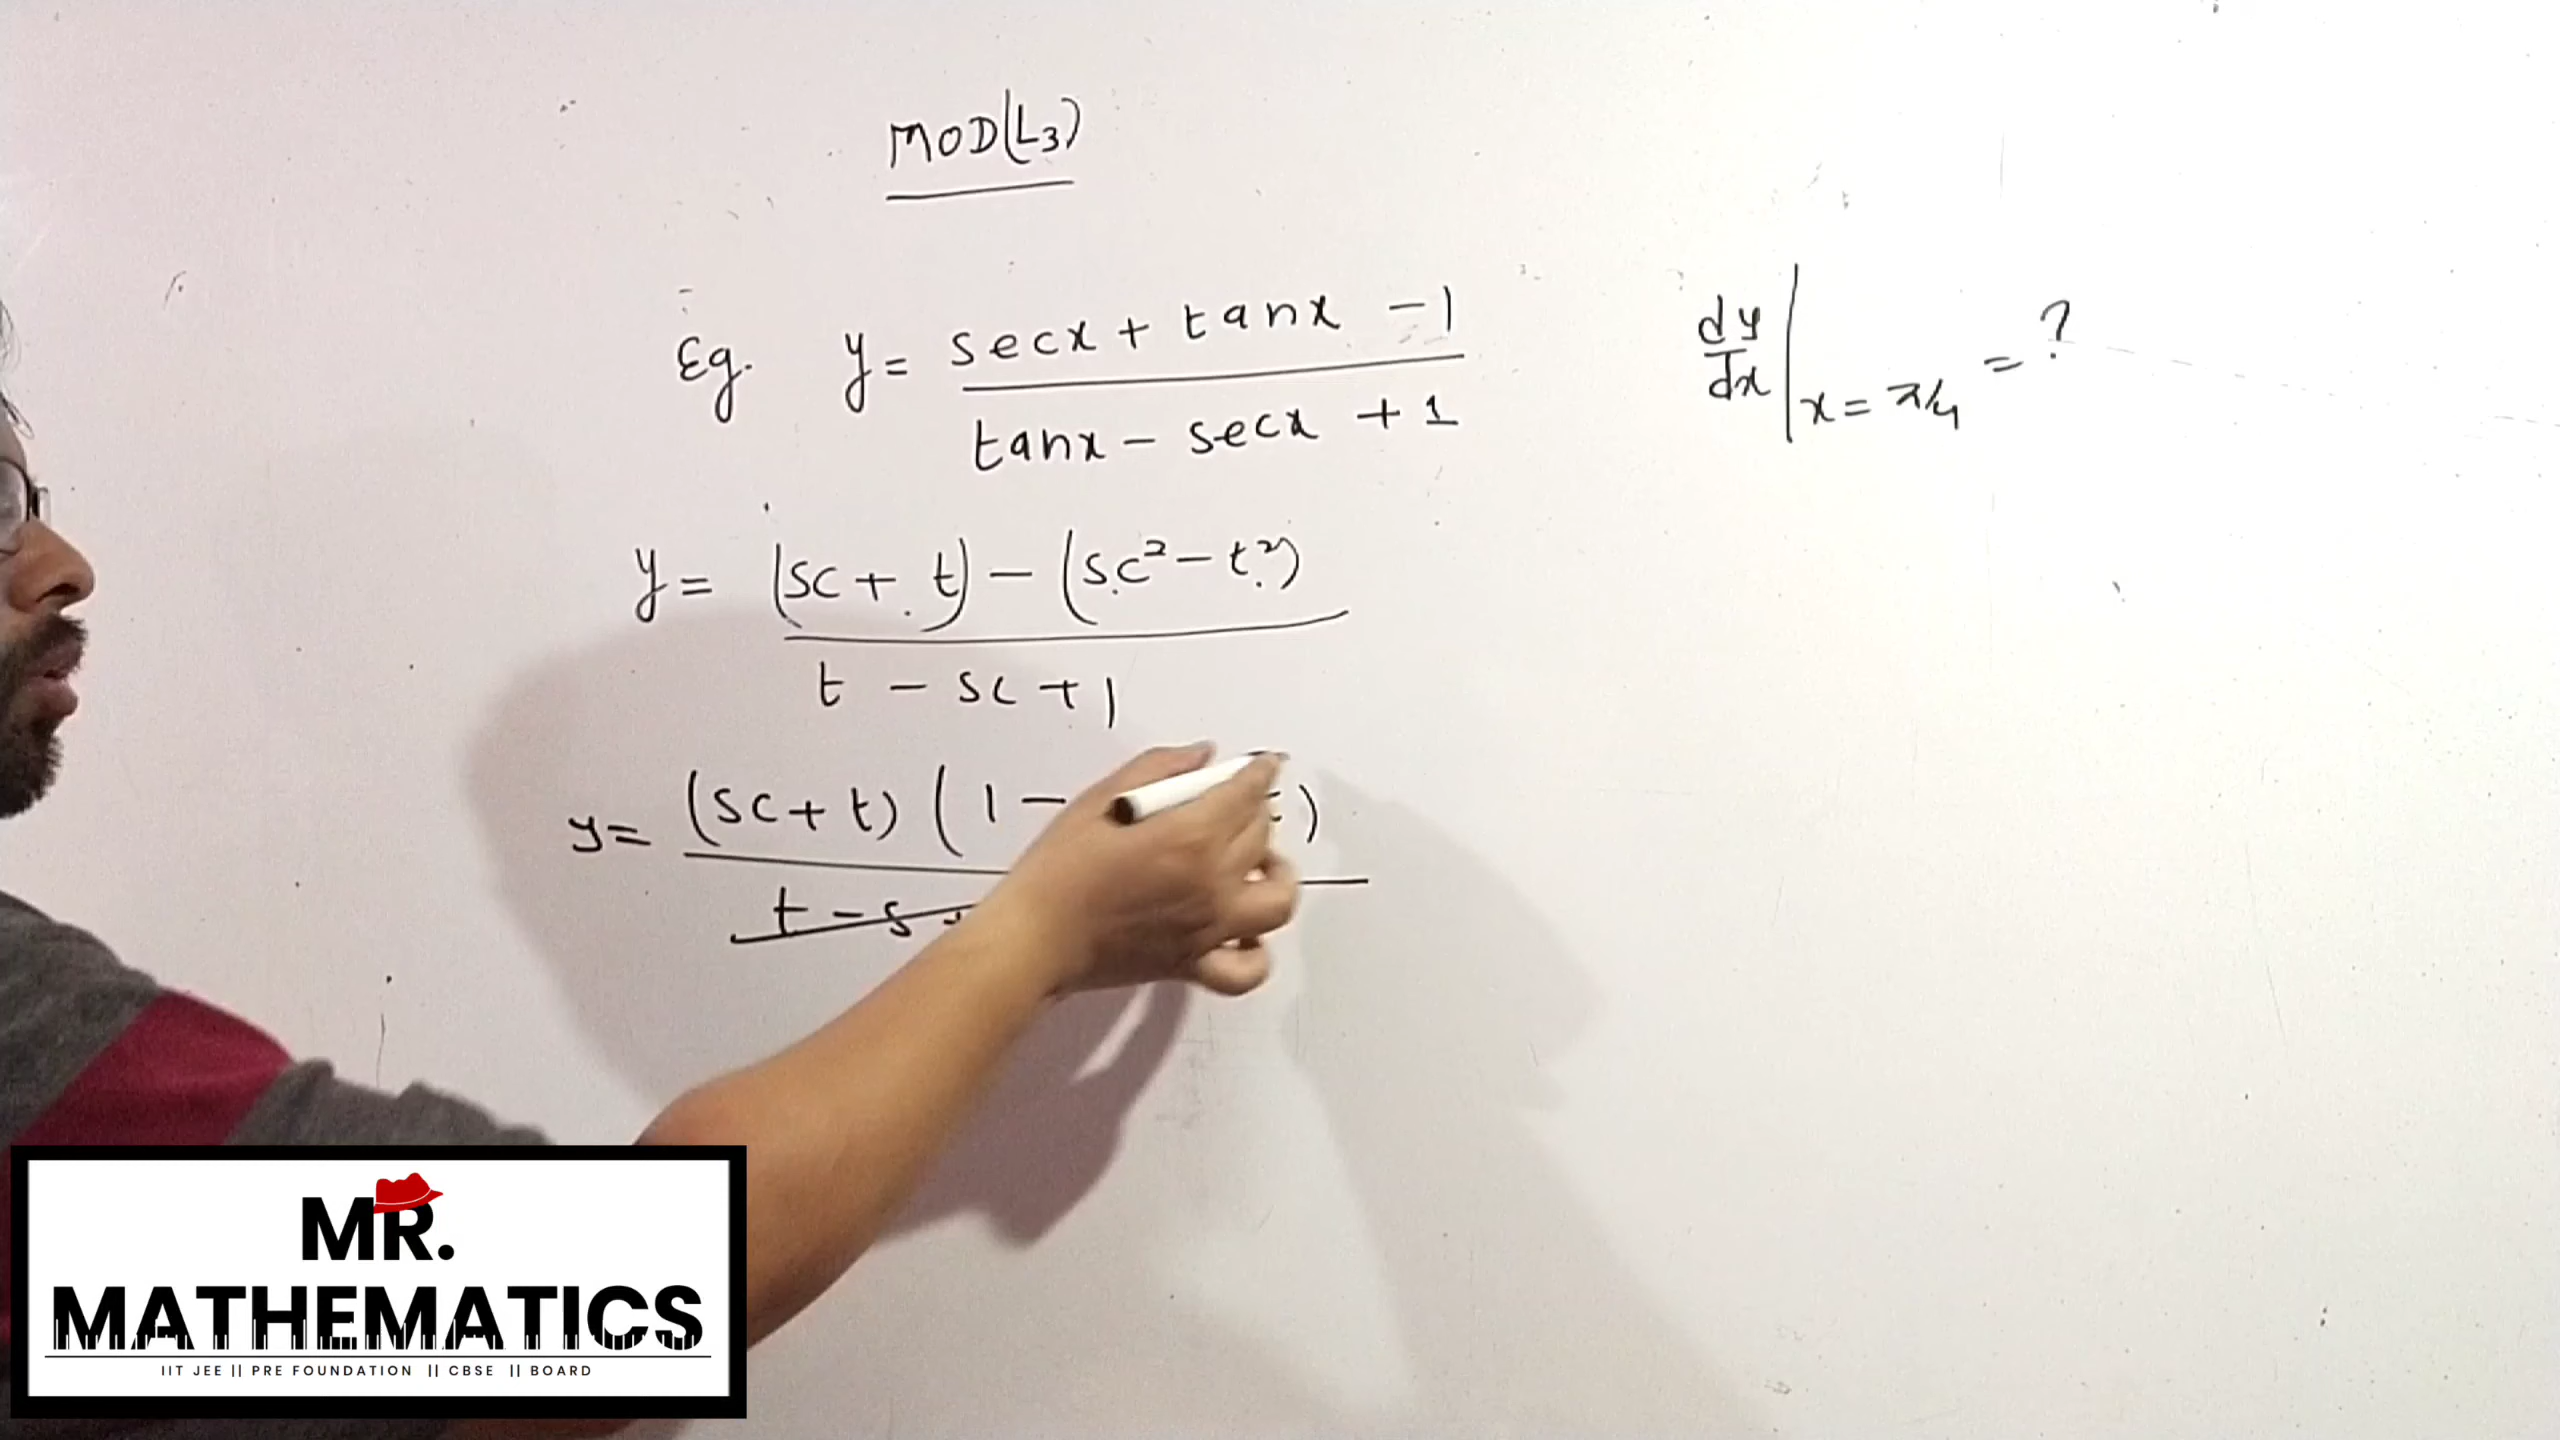 MOD(L3)
Eg. y = secx + tanx - 1
tanx - secx + 1
dy
dx
x = π/4 = ?
y = (sc + t) - (sc² - t²)
t - sc + 1
y = (sc + t) (1 -
t - s +
MR.
MATHEMATICS
IIT JEE || PRE FOUNDATION || CBSE || BOARD